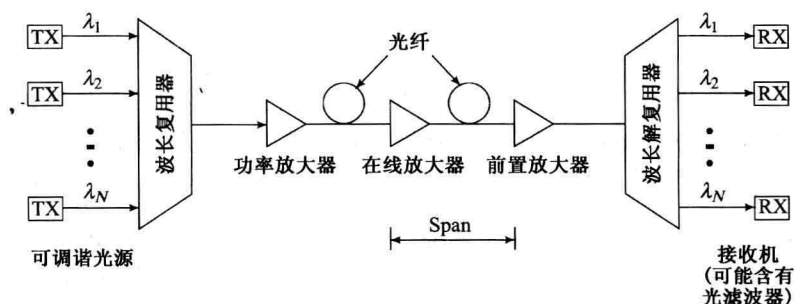 λ1
λ1
TX
RX
光纤
λ2
λ2
TX
RX
波长复用器
波长解复用器
功率放大器
在线放大器
前置放大器
λN
λN
TX
RX
Span
可调谐光源
接收机
(可能含有
光滤波器)